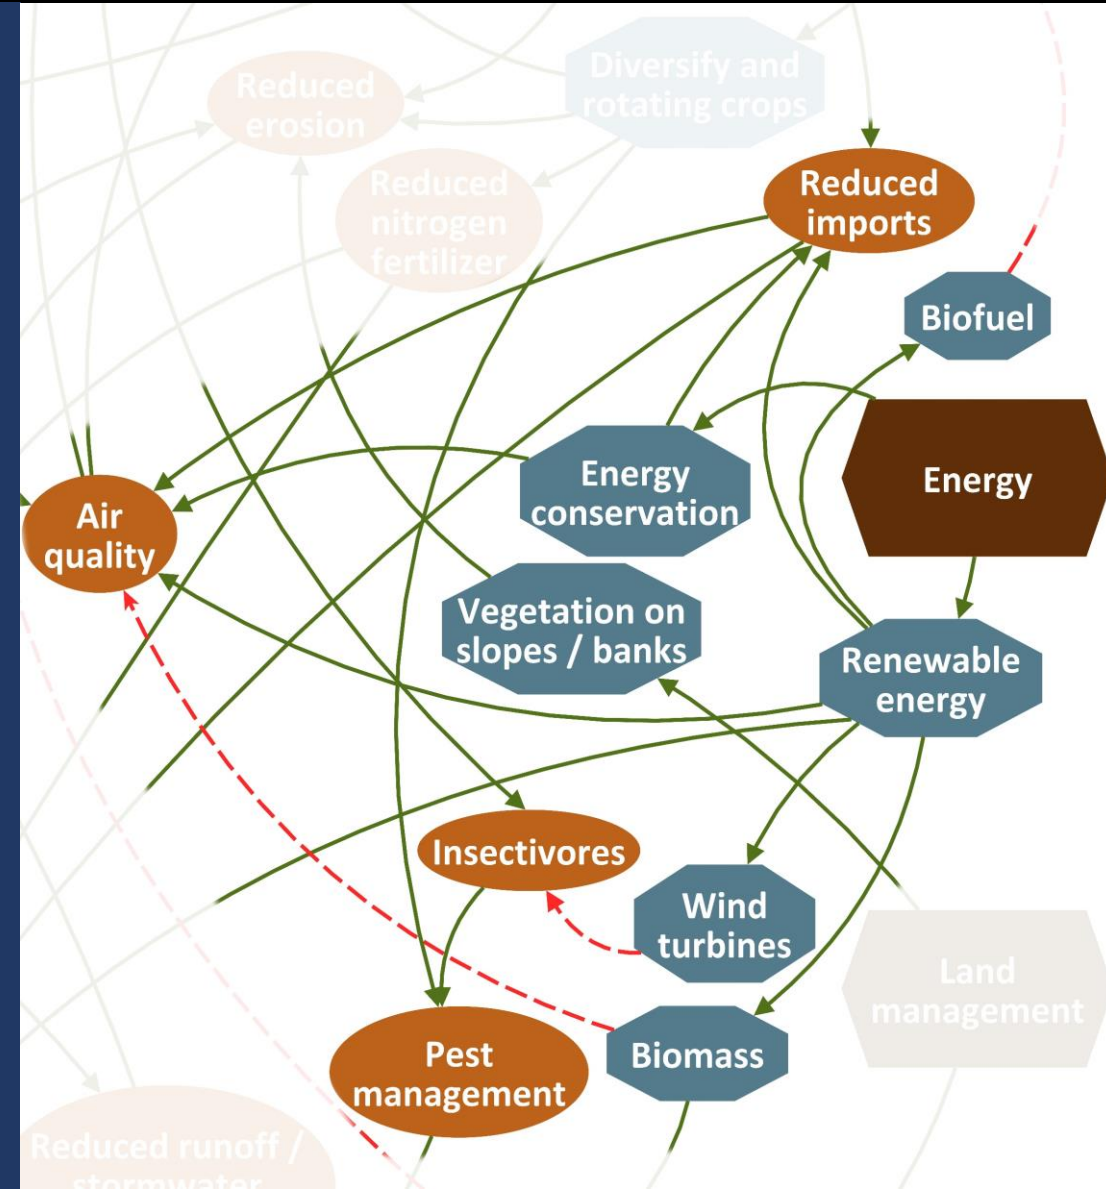 Diversify and
rotating crops
Reduced
erosion
Reduced
nitrogen
fertilizer
Reduced
imports
Biofuel
Energy
Energy
conservation
Air
quality
Vegetation on
slopes / banks
Renewable
energy
Insectivores
Wind
turbines
Land
management
Pest
management
Biomass
Reduced runoff /
stormwater